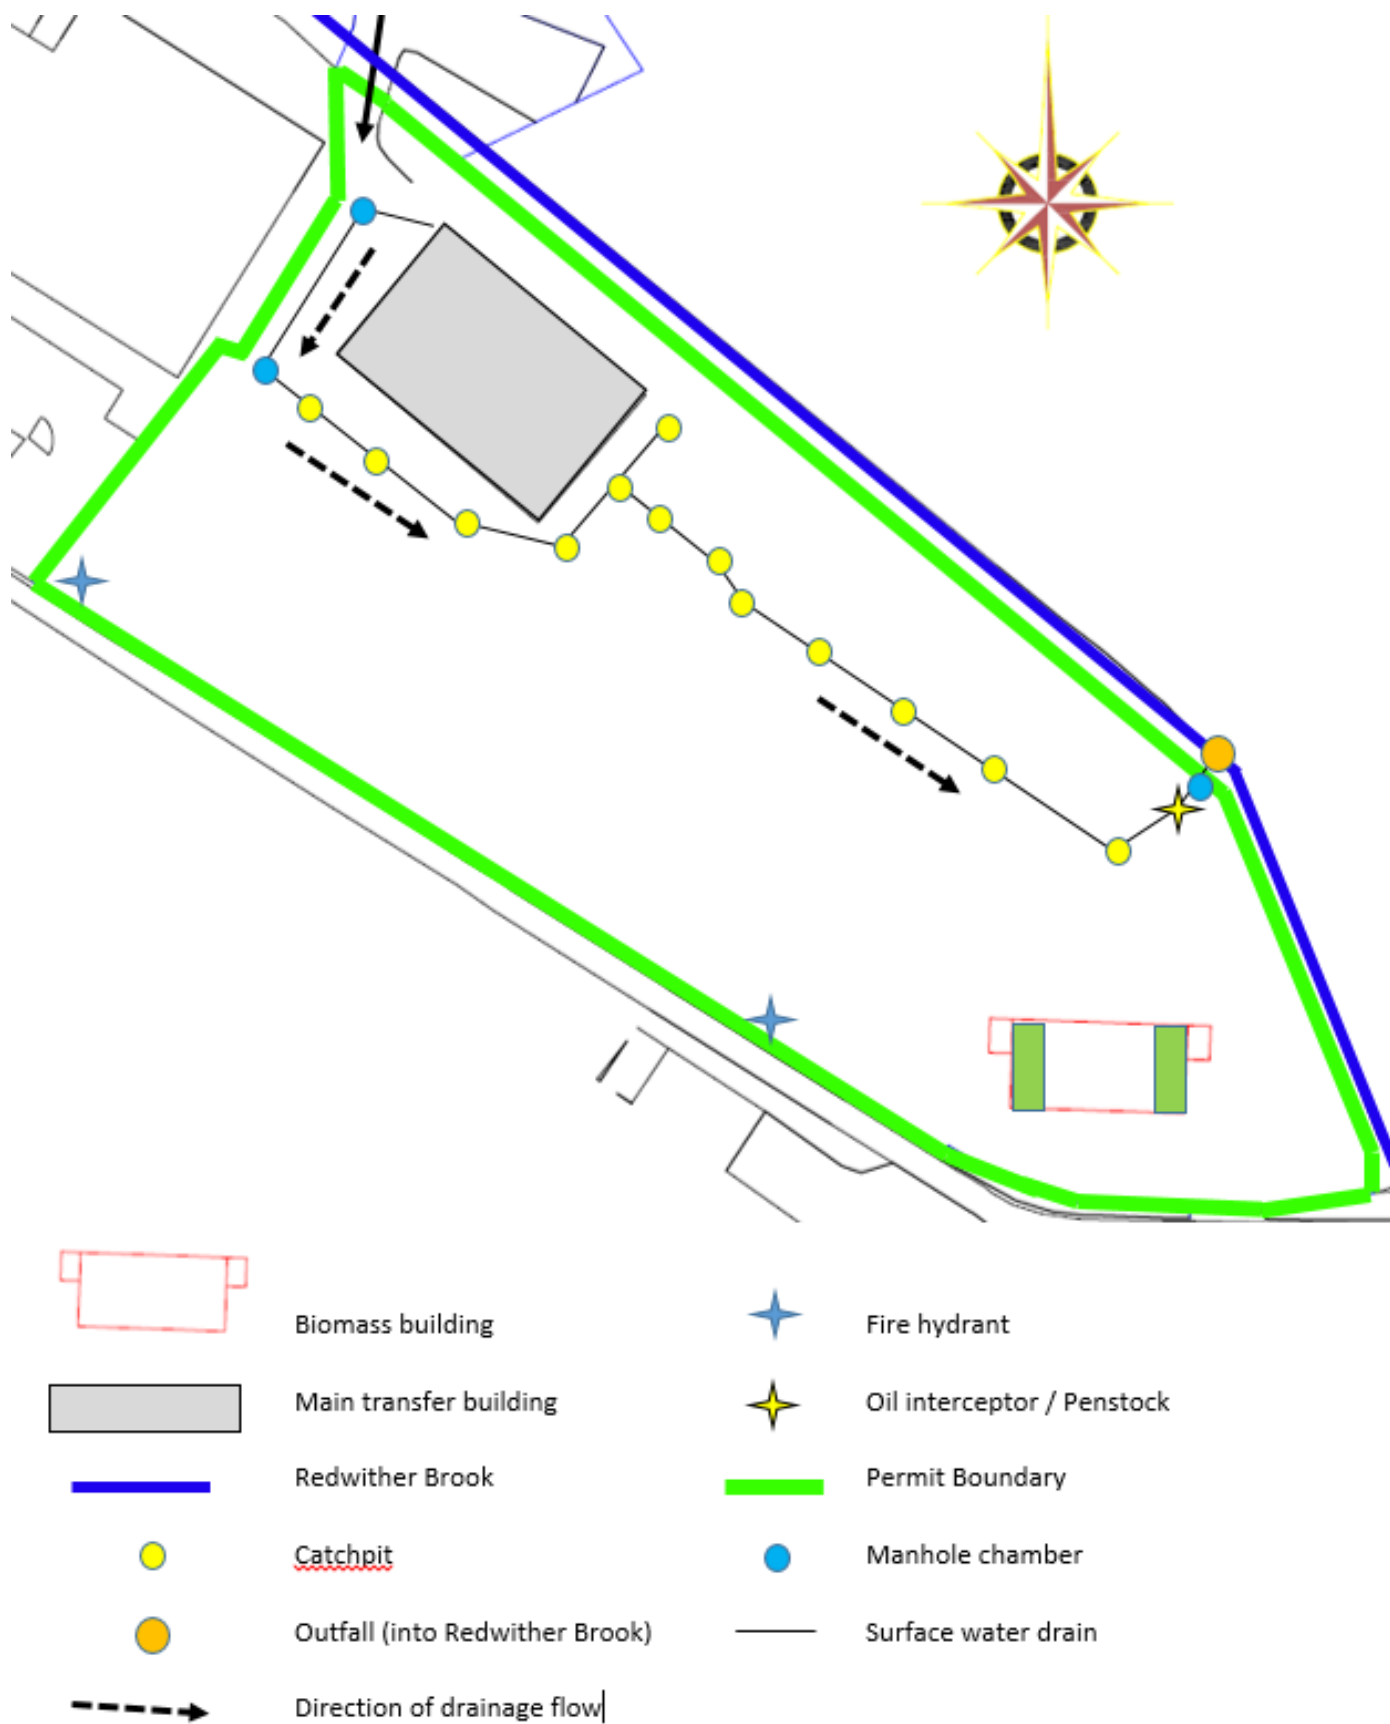 Biomass building
Fire hydrant
Main transfer building
Oil interceptor / Penstock
Redwither Brook
Permit Boundary
Catchpit
Manhole chamber
Outfall (into Redwither Brook)
Surface water drain
Direction of drainage flow